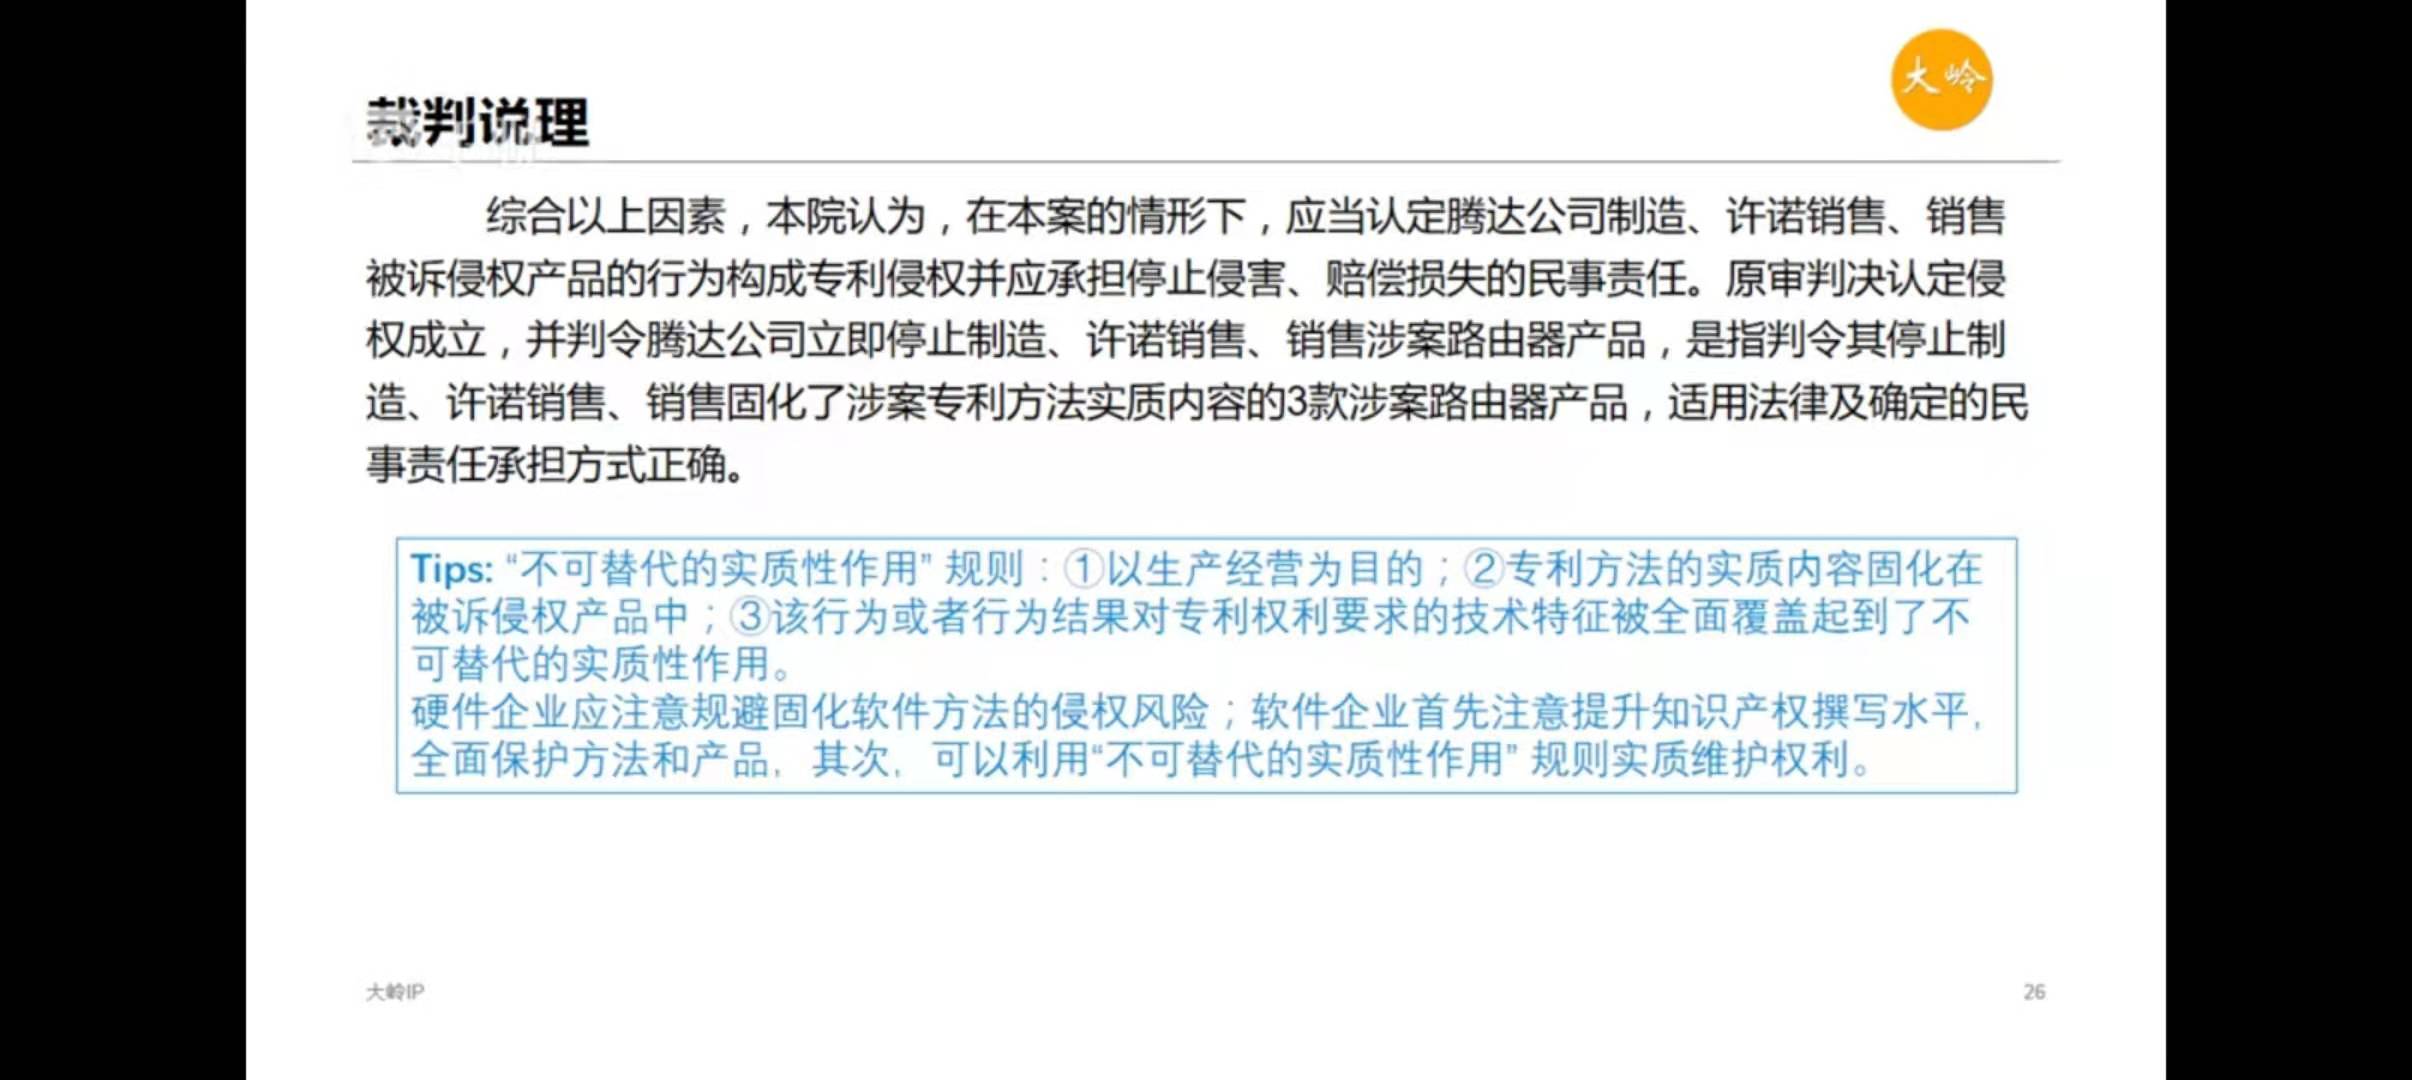 大岭
裁判说理
综合以上因素，本院认为，在本案的情形下，应当认定腾达公司制造、许诺销售、销售
被诉侵权产品的行为构成专利侵权并应承担停止侵害、赔偿损失的民事责任。原审判决认定侵
权成立，并判令腾达公司立即停止制造、许诺销售、销售涉案路由器产品，是指判令其停止制
造、许诺销售、销售固化了涉案专利方法实质内容的3款涉案路由器产品，适用法律及确定的民
事责任承担方式正确。
Tips: “不可替代的实质性作用” 规则：①以生产经营为目的；②专利方法的实质内容固化在
被诉侵权产品中；③该行为或者行为结果对专利权利要求的技术特征被全面覆盖起到了不
可替代的实质性作用。
硬件企业应注意规避固化软件方法的侵权风险；软件企业首先注意提升知识产权撰写水平，
全面保护方法和产品，其次，可以利用“不可替代的实质性作用” 规则实质维护权利。
大岭IP
26